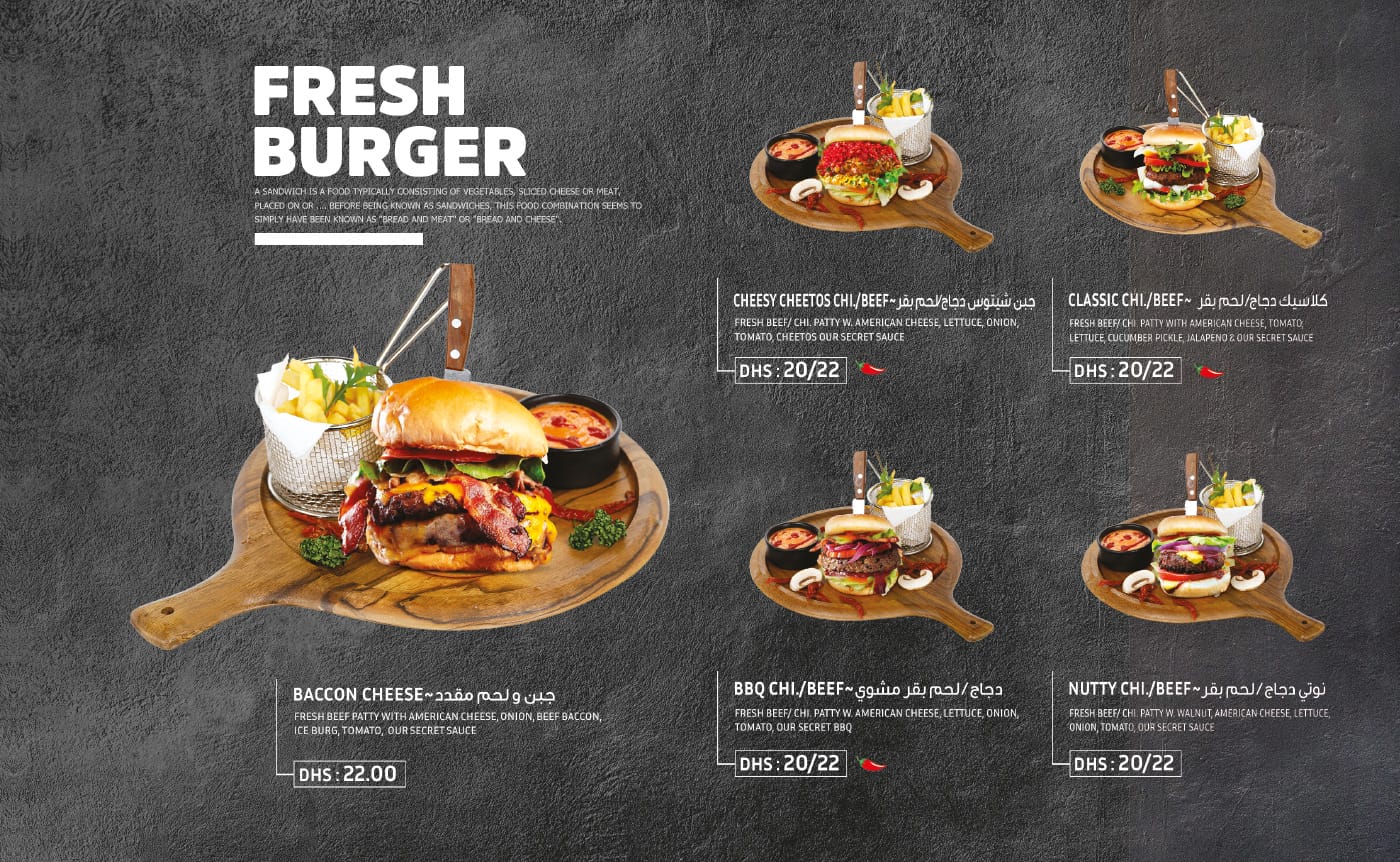 FRESH
BURGER
A SANDWICH IS A FOOD TYPICALLY CONSISTING OF VEGETABLES, SLICED CHEESE OR MEAT,
PLACED ON OR .... BEFORE BEING KNOWN AS SANDWICHES, THIS FOOD COMBINATION SEEMS TO
SIMPLY HAVE BEEN KNOWN AS "BREAD AND MEAT" OR "BREAD AND CHEESE".
BACCON CHEESE~جبن و لحم مقدد
FRESH BEEF PATTY WITH AMERICAN CHEESE, ONION, BEEF BACCON,
ICE BURG, TOMATO, OUR SECRET SAUCE
DHS : 22.00
CHEESY CHEETOS CHI./BEEF~جبن شيتوس دجاج/لحم بقر
FRESH BEEF/ CHI. PATTY W. AMERICAN CHEESE, LETTUCE, ONION,
TOMATO, CHEETOS OUR SECRET SAUCE
DHS : 20/22
CLASSIC CHI./BEEF~ كلاسيك دجاج/لحم بقر
FRESH BEEF/ CHI. PATTY WITH AMERICAN CHEESE, TOMATO,
LETTUCE, CUCUMBER PICKLE, JALAPENO & OUR SECRET SAUCE
DHS : 20/22
BBQ CHI./BEEF~دجاج/لحم بقر مشوي
FRESH BEEF/ CHI. PATTY W. AMERICAN CHEESE, LETTUCE, ONION,
TOMATO, OUR SECRET BBQ
DHS : 20/22
NUTTY CHI./BEEF~نوتي دجاج/لحم بقر
FRESH BEEF/ CHI. PATTY W. WALNUT, AMERICAN CHEESE, LETTUCE,
ONION, TOMATO, OUR SECRET SAUCE
DHS : 20/22